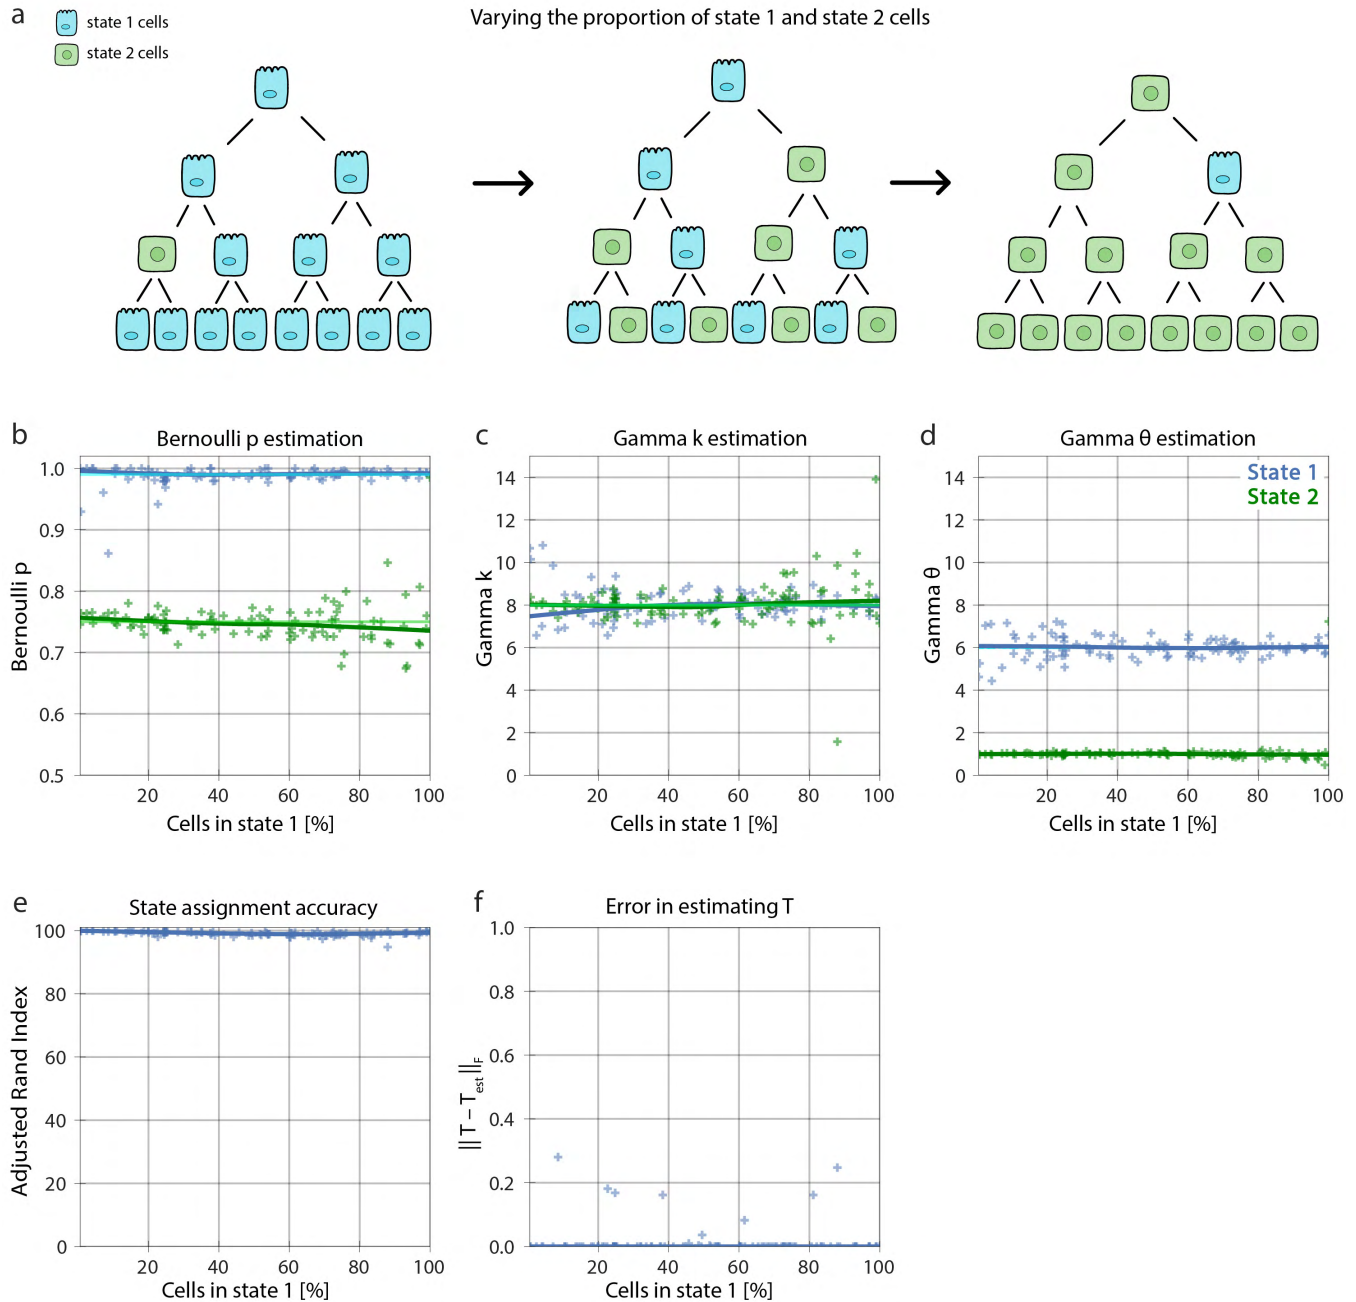 a
state 1 cells
state 2 cells
Varying the proportion of state 1 and state 2 cells
b
Bernoulli p estimation
Bernoulli p
1.0
0.9
0.8
0.7
0.6
0.5
20 40 60 80 100
Cells in state 1 [%]
c
Gamma k estimation
Gamma k
14
12
10
8
6
4
2
0
20 40 60 80 100
Cells in state 1 [%]
d
Gamma θ estimation
State 1
State 2
Gamma θ
14
12
10
8
6
4
2
0
20 40 60 80 100
Cells in state 1 [%]
e
State assignment accuracy
Adjusted Rand Index
100
80
60
40
20
0
20 40 60 80 100
Cells in state 1 [%]
f
Error in estimating T
|| T − Test ||F
1.0
0.8
0.6
0.4
0.2
0.0
20 40 60 80 100
Cells in state 1 [%]